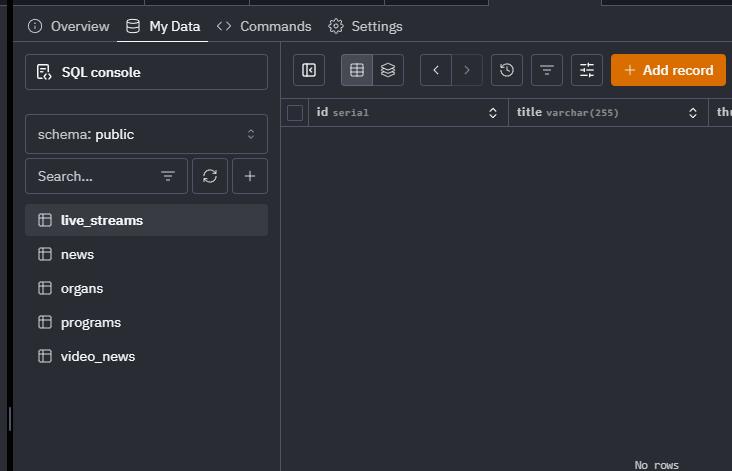 Overview My Data Commands Settings
SQL console
Add record
id serial title varchar(255)
schema: public
Search...
live_streams
news
organs
programs
video_news
No rows